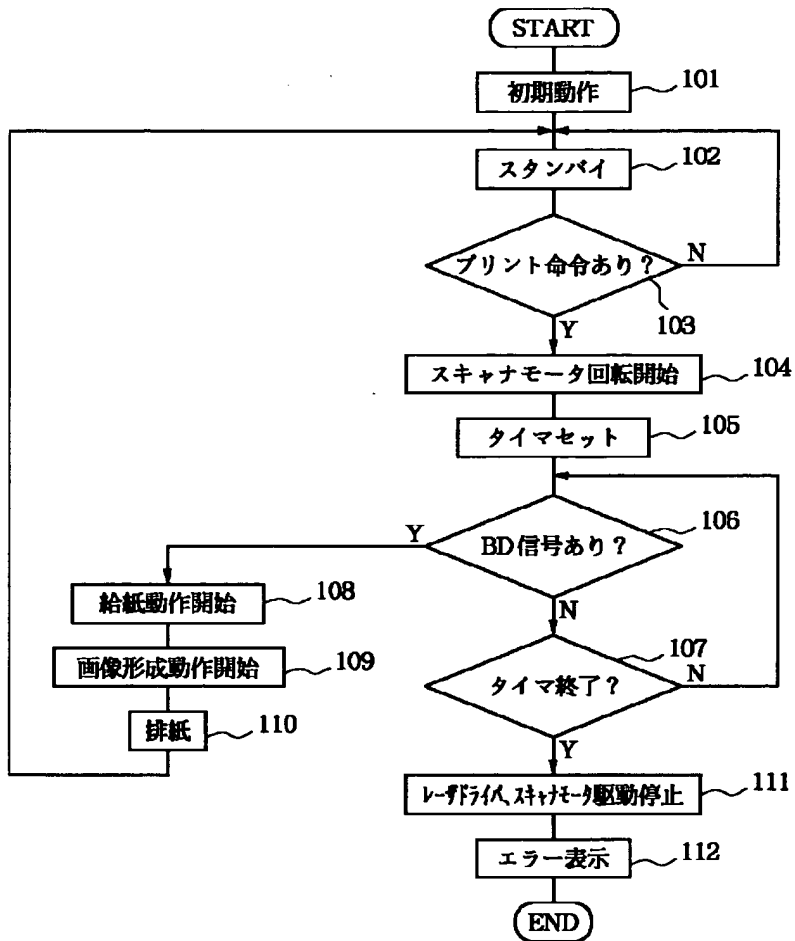 START
初期動作
101
スタンバイ
102
プリント命令あり？
N
103
Y
スキャナモータ回転開始
104
タイマセット
105
BD信号あり？
106
Y
N
給紙動作開始
108
画像形成動作開始
109
排紙
110
タイマ終了？
107
N
Y
レーザドライバ、スキャナモータ駆動停止
111
エラー表示
112
END